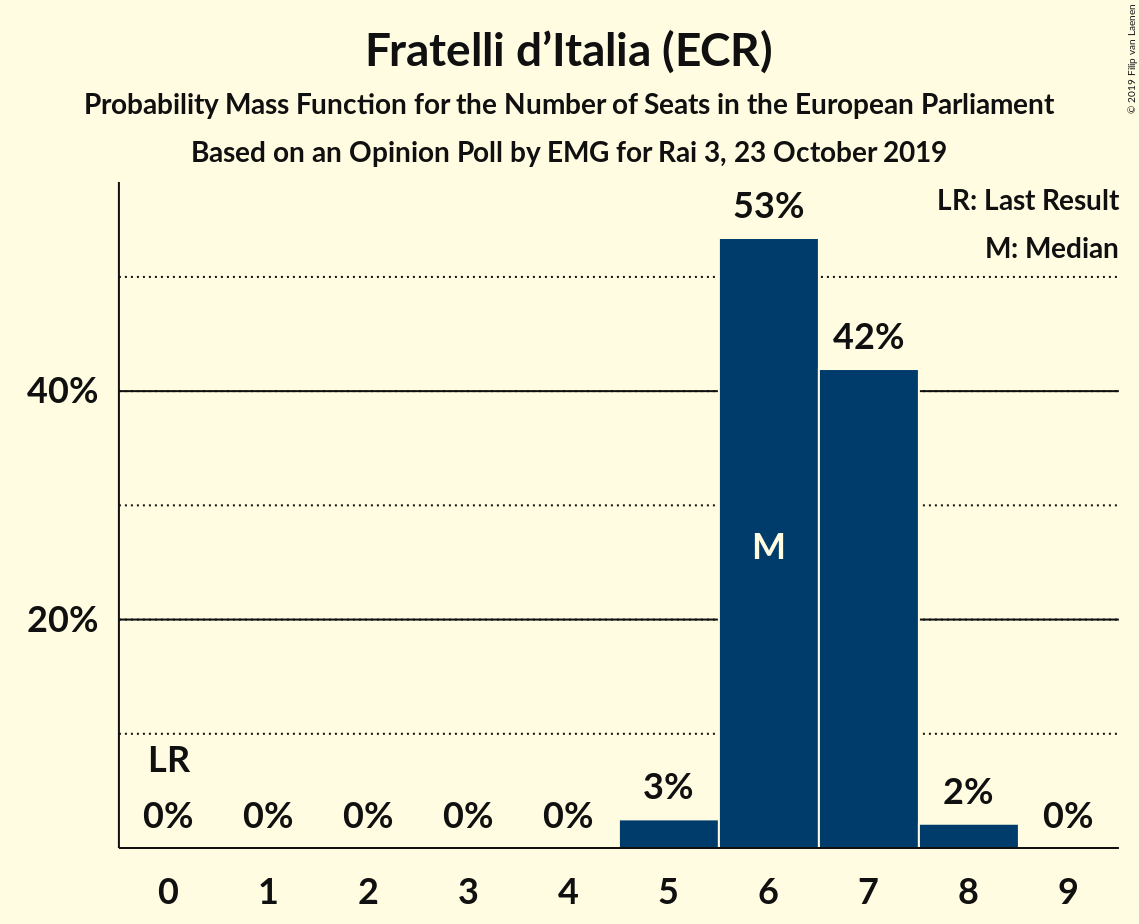 Fratelli d’Italia (ECR)
Probability Mass Function for the Number of Seats in the European Parliament
Based on an Opinion Poll by EMG for Rai 3, 23 October 2019
© 2019 Filip van Laenen
LR: Last Result
M: Median
53%
42%
40%
M
20%
LR
0% 0% 0% 0% 0% 3% 2% 0%
0 1 2 3 4 5 6 7 8 9